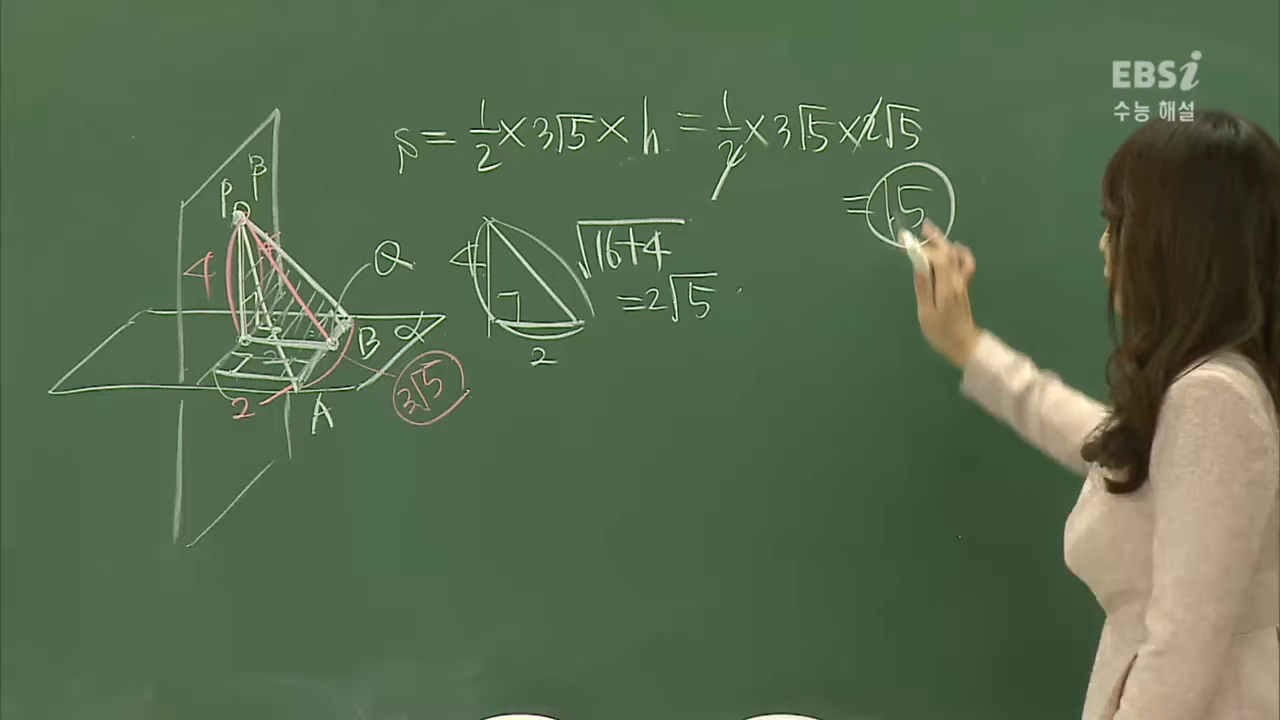 EBSi
수능 해설
S = 1/2 × 3√5 × h = 1/2 × 3√5 × 2√5
= 15
P β
4
Q
B α
2
A
3√5
4
2
√16+4
= 2√5